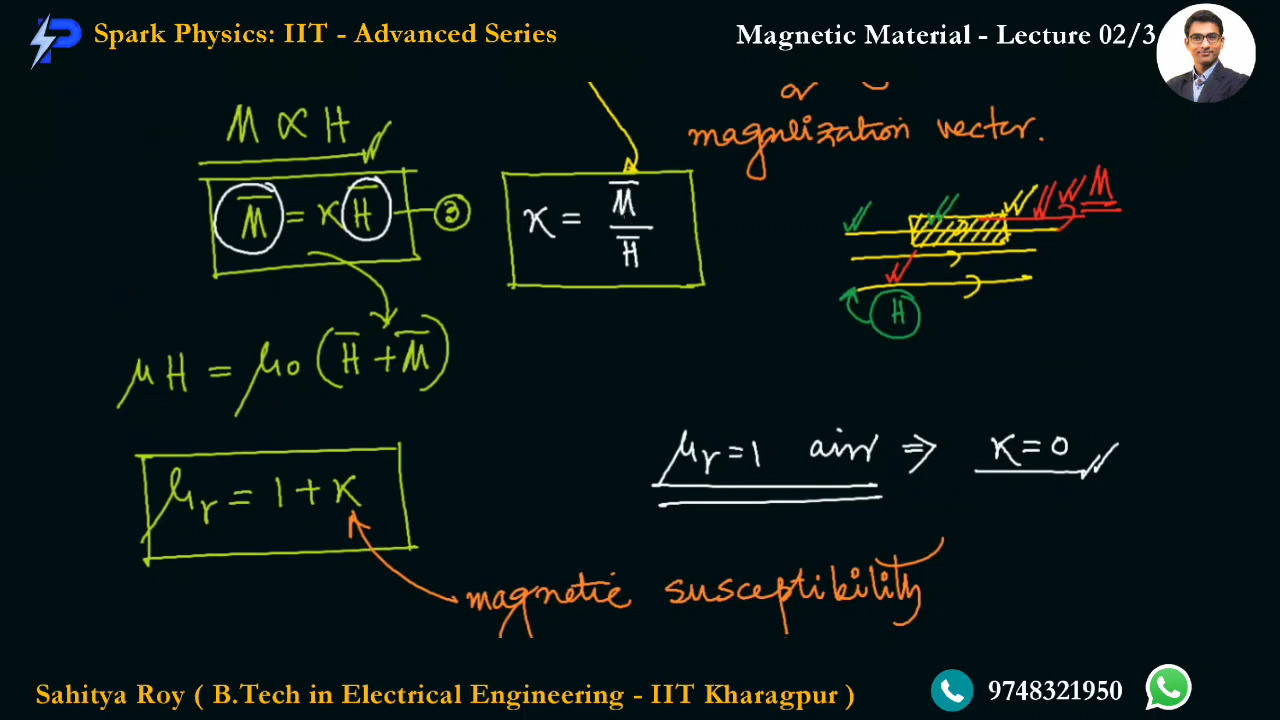 Spark Physics: IIT - Advanced Series
Magnetic Material - Lecture 02/3
or
magnetization vector.
M ∝ H
M̅ = κ H̅ — ③
κ = M̅ / H̅
M
H
μH = μ₀ (H̅ + M̅)
μr = 1 air ⇒ κ = 0
μr = 1 + κ
magnetic susceptibility
Sahitya Roy ( B.Tech in Electrical Engineering - IIT Kharagpur )
9748321950